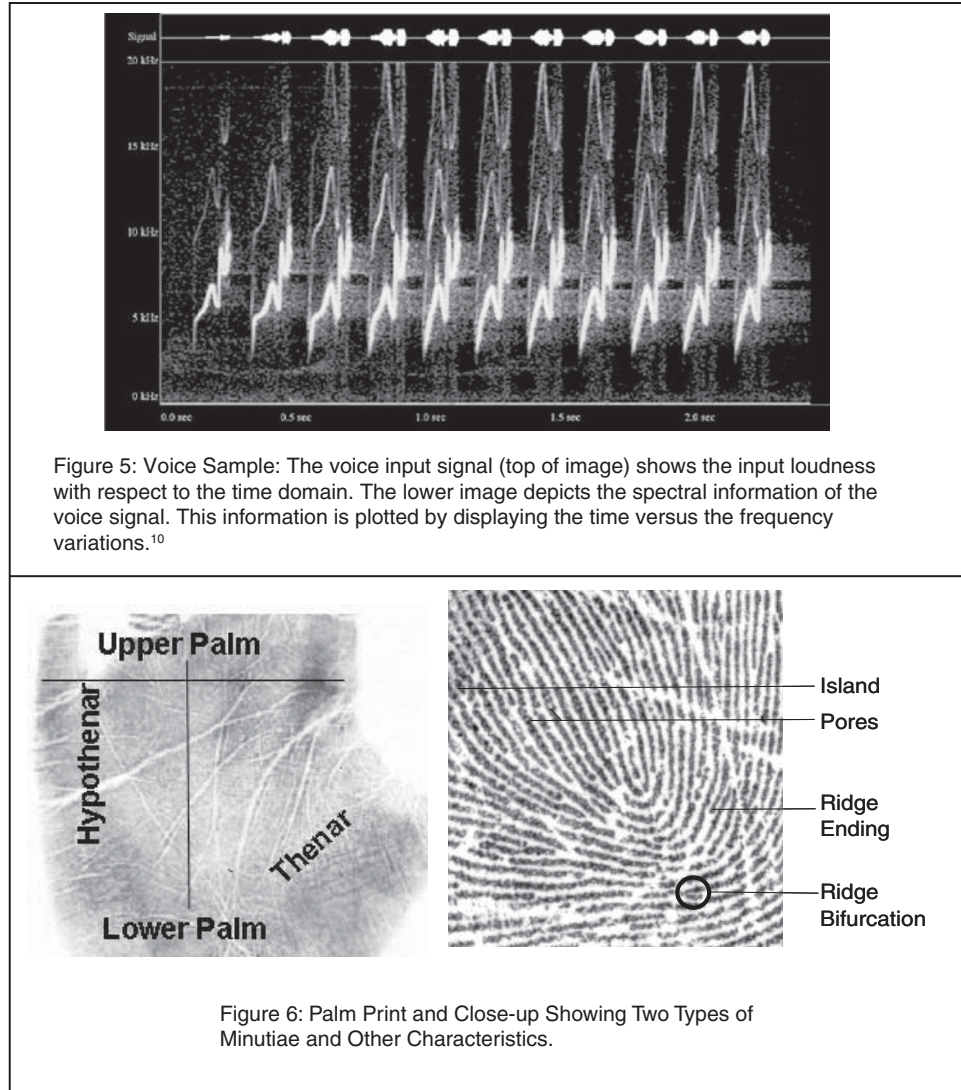 Signal
20 kHz
15 kHz
10 kHz
5 kHz
0 kHz
0.0 sec 0.5 sec 1.0 sec 1.5 sec 2.0 sec
Figure 5: Voice Sample: The voice input signal (top of image) shows the input loudness
with respect to the time domain. The lower image depicts the spectral information of the
voice signal. This information is plotted by displaying the time versus the frequency
variations.10
Upper Palm
Hypothenar
Thenar
Lower Palm
Island
Pores
Ridge
Ending
Ridge
Bifurcation
Figure 6: Palm Print and Close-up Showing Two Types of
Minutiae and Other Characteristics.